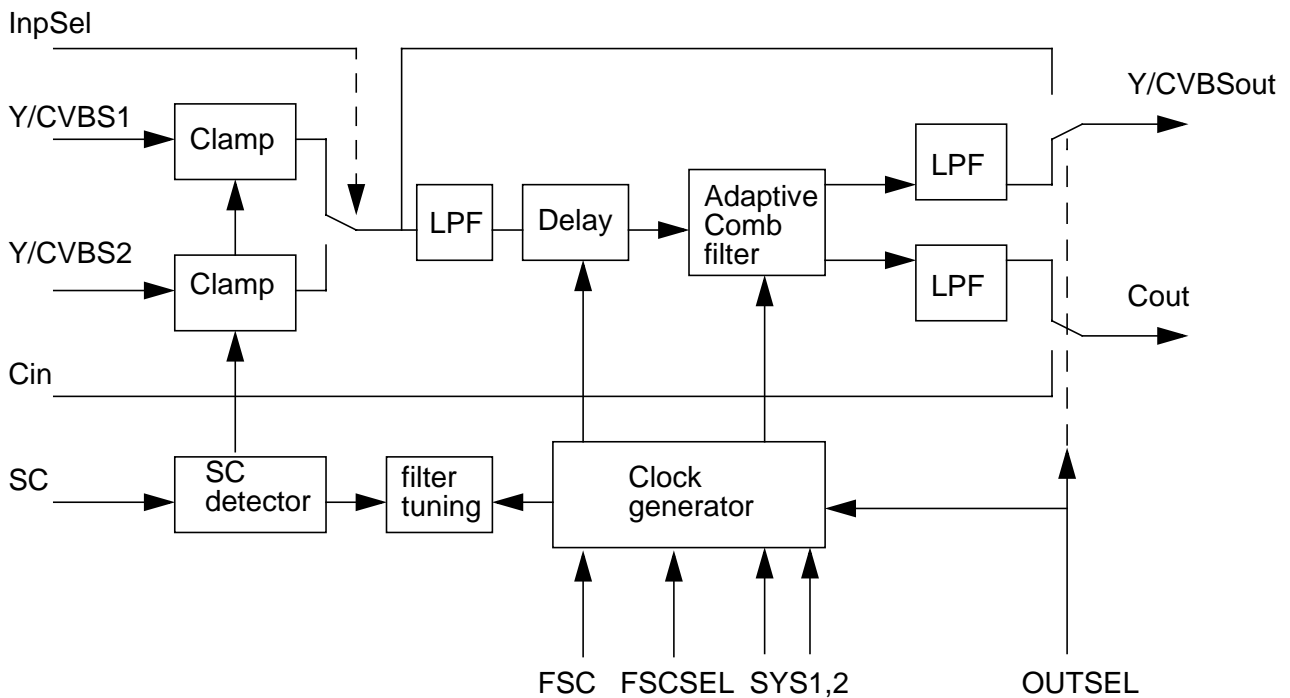 InpSel
Y/CVBS1
Clamp
Y/CVBSout
LPF
Adaptive
Comb
filter
LPF
Delay
Y/CVBS2
Clamp
LPF
Cout
Cin
SC
SC
detector
filter
tuning
Clock
generator
FSC
FSCSEL
SYS1,2
OUTSEL